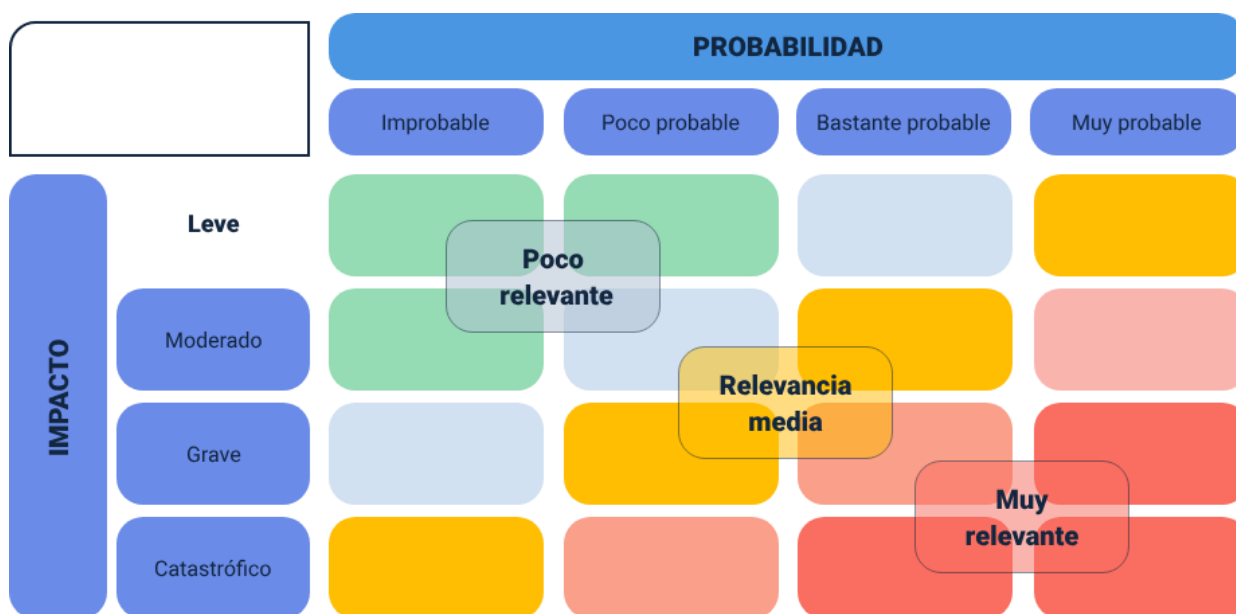 PROBABILIDAD
Improbable
Poco probable
Bastante probable
Muy probable
IMPACTO
Leve
Moderado
Grave
Catastrófico
Poco
relevante
Relevancia
media
Muy
relevante